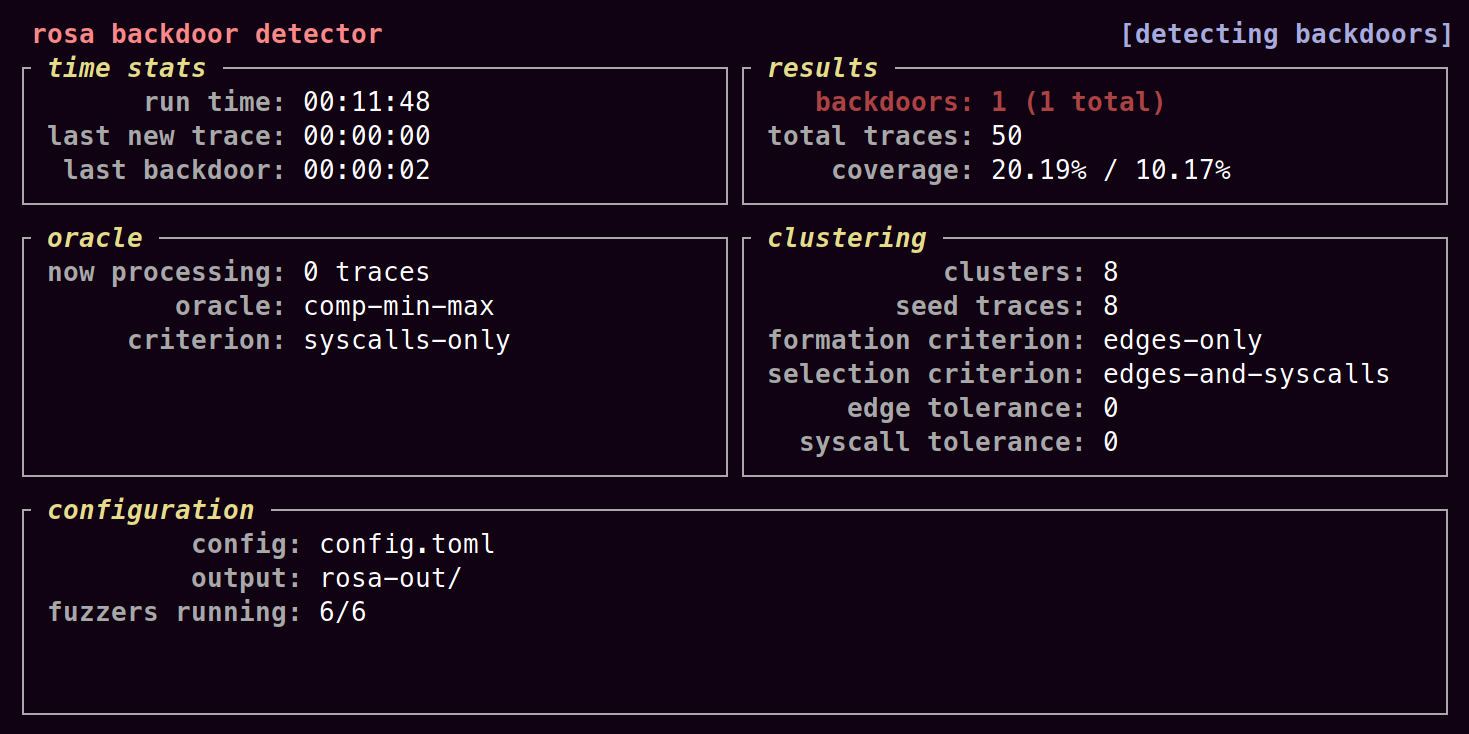 rosa backdoor detector [detecting backdoors]
time stats
run time: 00:11:48
last new trace: 00:00:00
last backdoor: 00:00:02
results
backdoors: 1 (1 total)
total traces: 50
coverage: 20.19% / 10.17%
oracle
now processing: 0 traces
oracle: comp-min-max
criterion: syscalls-only
clustering
clusters: 8
seed traces: 8
formation criterion: edges-only
selection criterion: edges-and-syscalls
edge tolerance: 0
syscall tolerance: 0
configuration
config: config.toml
output: rosa-out/
fuzzers running: 6/6